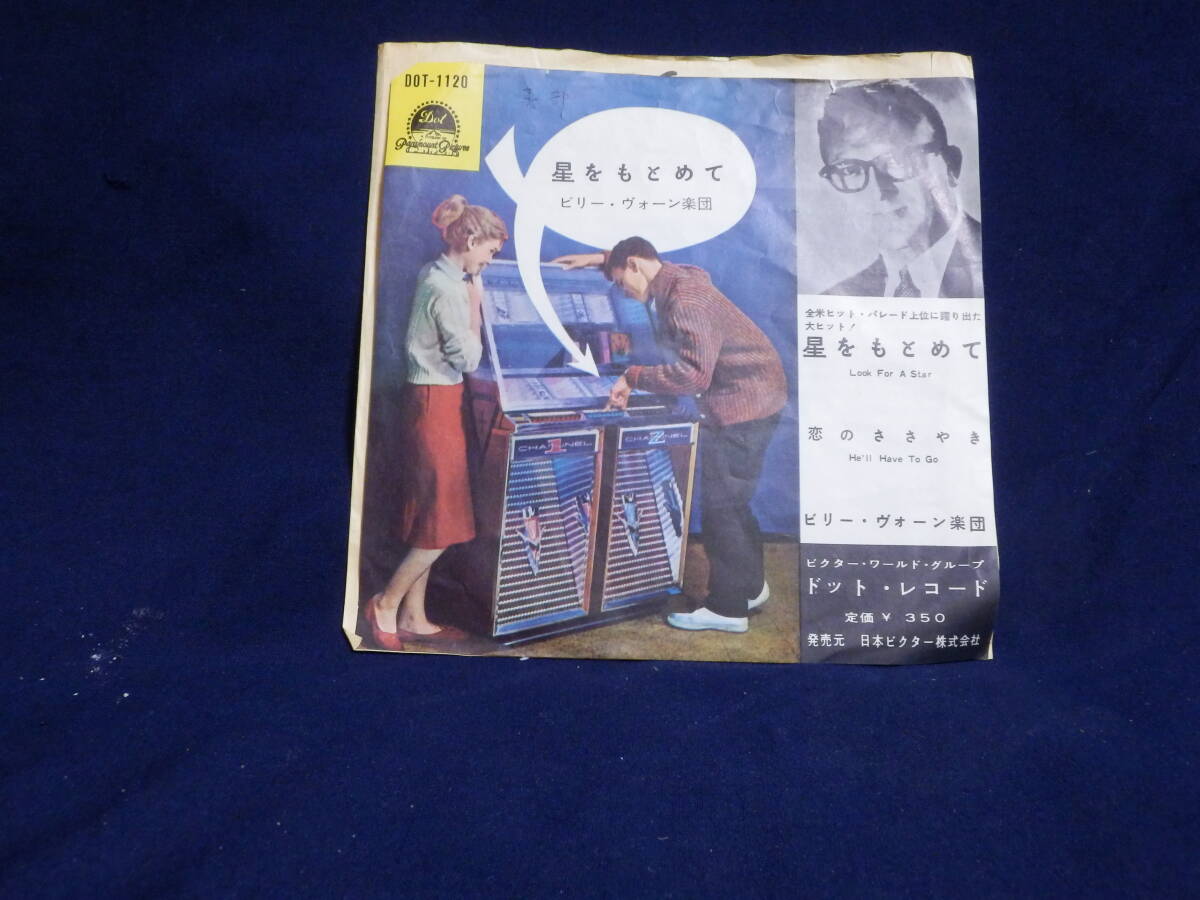 DOT-1120
Dot
Paramount Pictures
星をもとめて
ビリー・ヴォーン楽団
CHA1NNEL
CHA2NNEL
全米ヒット・パレード上位に躍り出た
大ヒット!
星をもとめて
Look For A Star
恋のささやき
He'll Have To Go
ビリー・ヴォーン楽団
ビクター・ワールド・グループ
ドット・レコード
定価 ¥ 350
発売元 日本ビクター株式会社